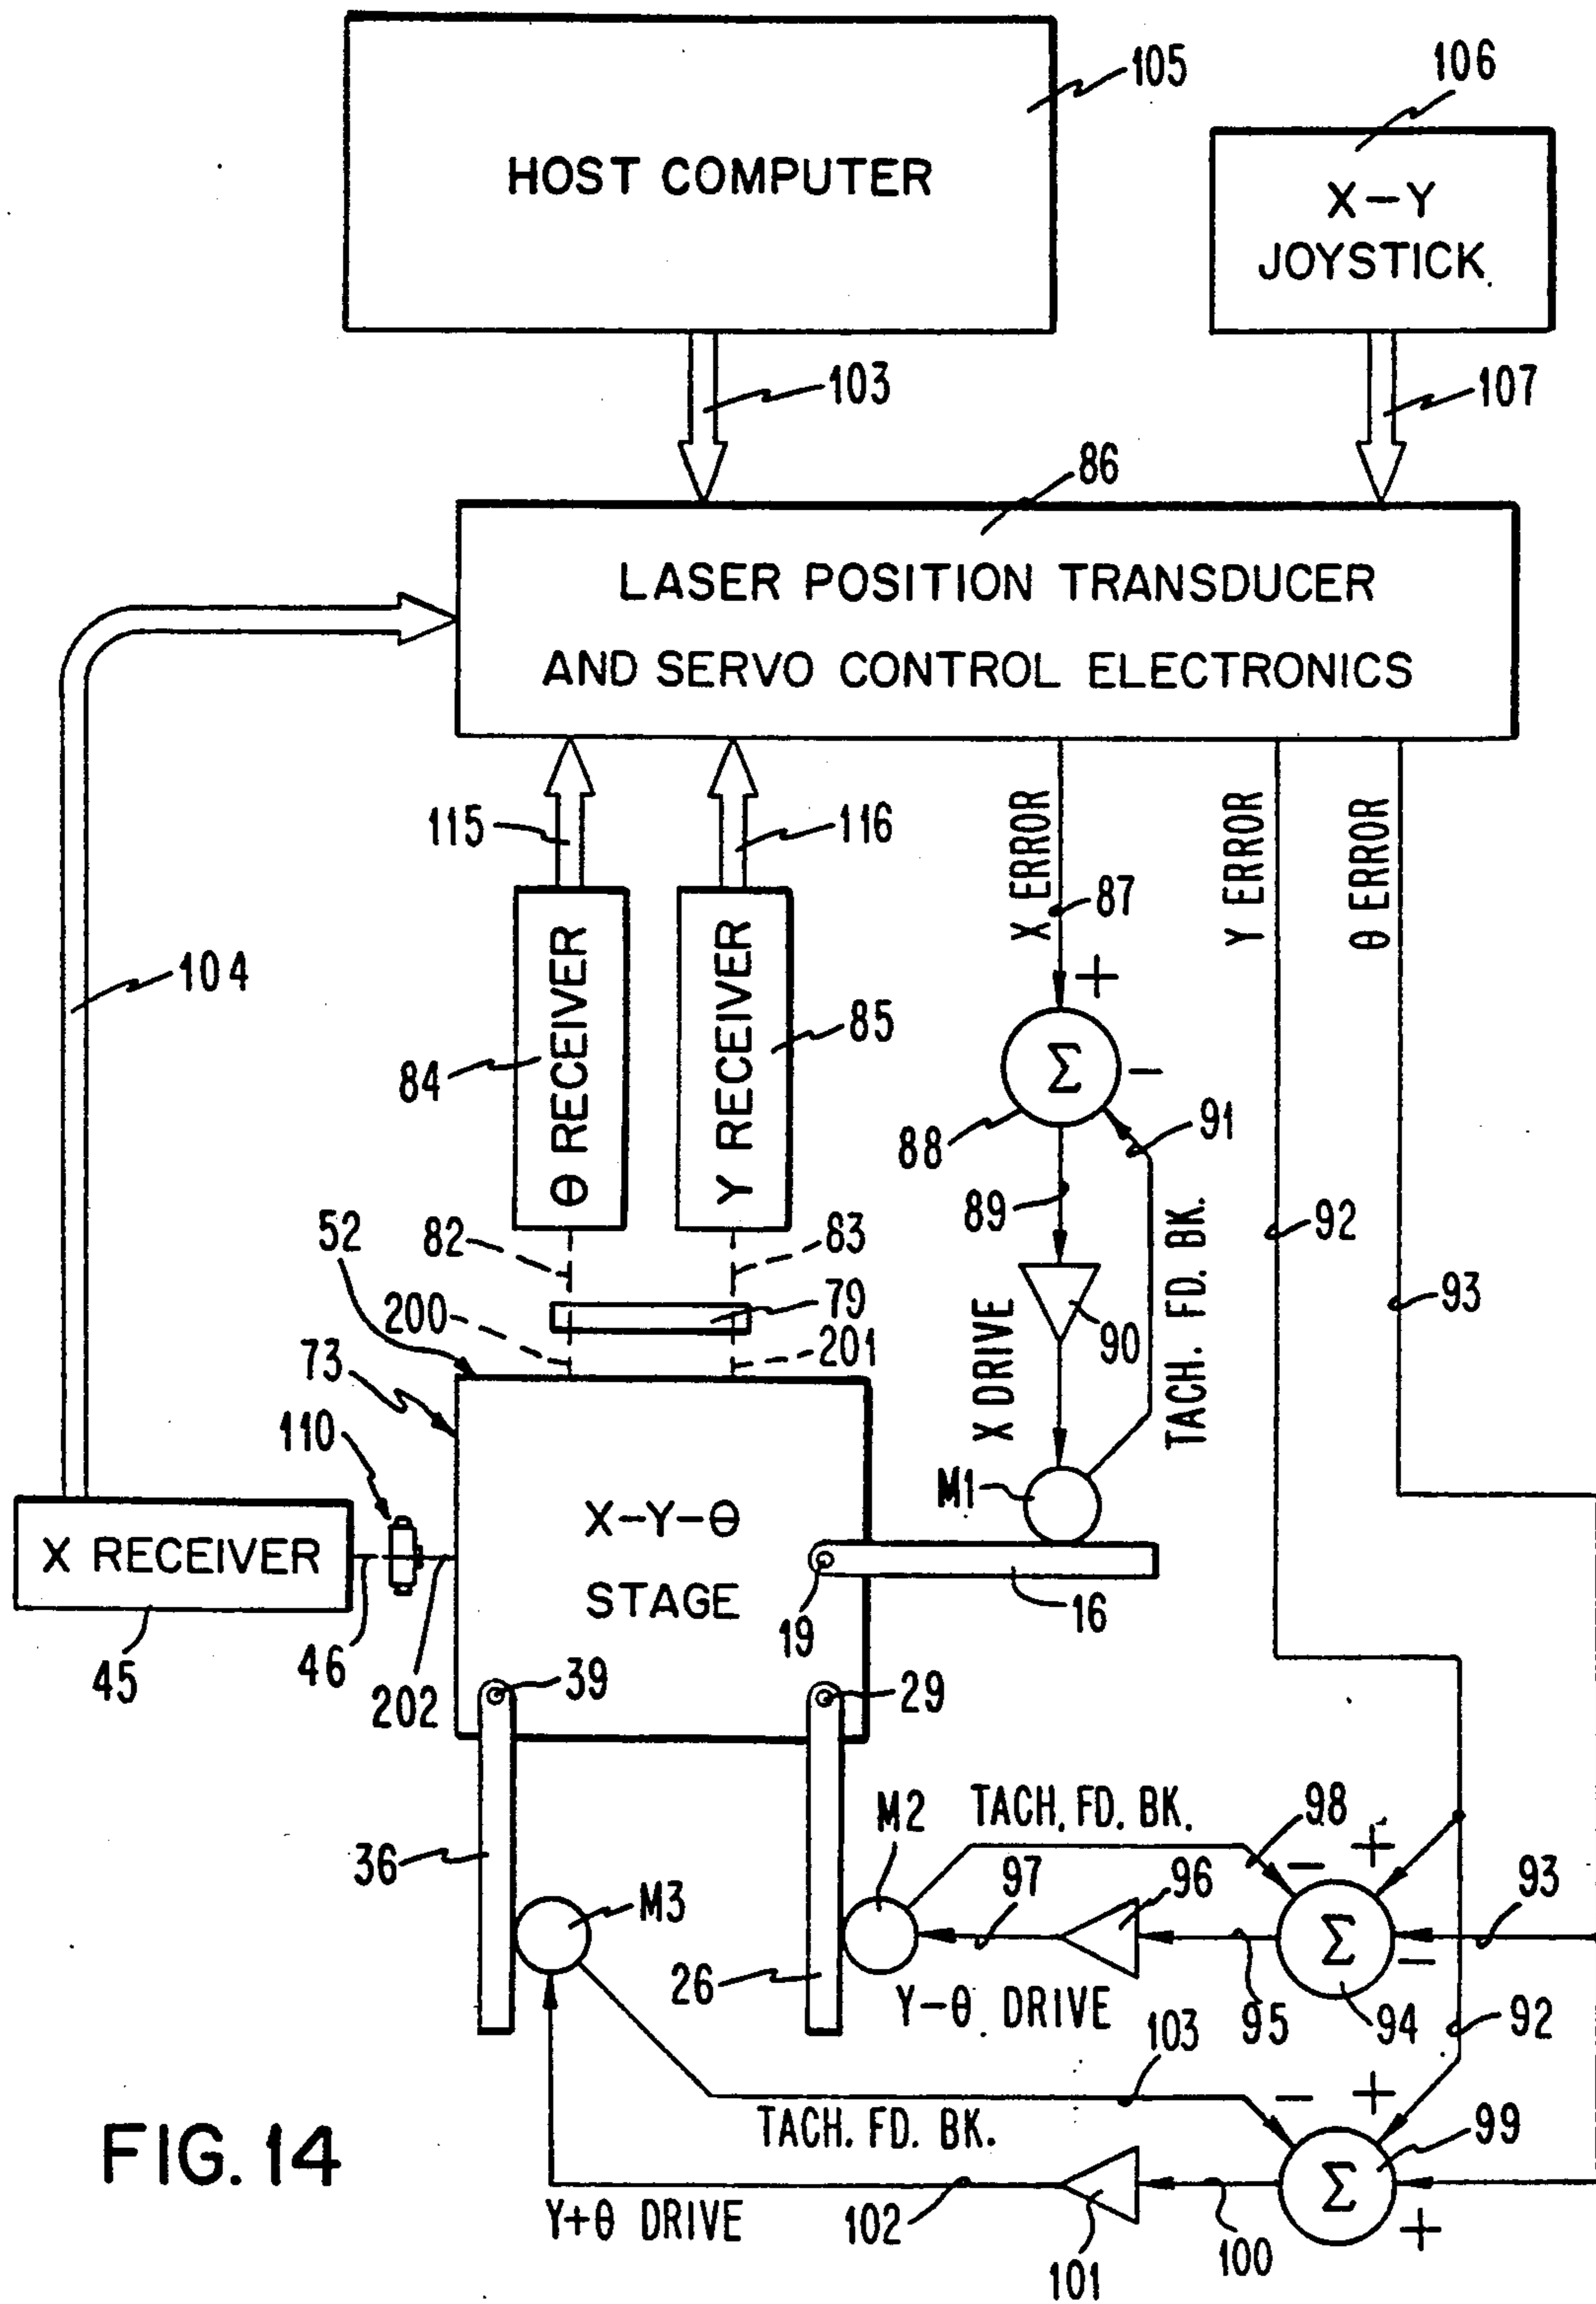 105
HOST COMPUTER
106
X-Y
JOYSTICK
103
107
86
LASER POSITION TRANSDUCER
AND SERVO CONTROL ELECTRONICS
115
116
X ERROR
87
Y ERROR
θ ERROR
104
84
θ RECEIVER
Y RECEIVER
85
+
Σ
-
88
91
89
92
93
82
83
52
200
79
201
73
X DRIVE
90
TACH. FD. BK.
110
M1
X RECEIVER
X-Y-θ
STAGE
45
46
202
19
16
39
29
36
M3
26
M2
TACH. FD. BK.
98
-
+
97
96
93
Σ
-
Y-θ DRIVE
95
94
92
103
-
+
TACH. FD. BK.
99
Σ
+
Y+θ DRIVE
102
101
100
FIG. 14